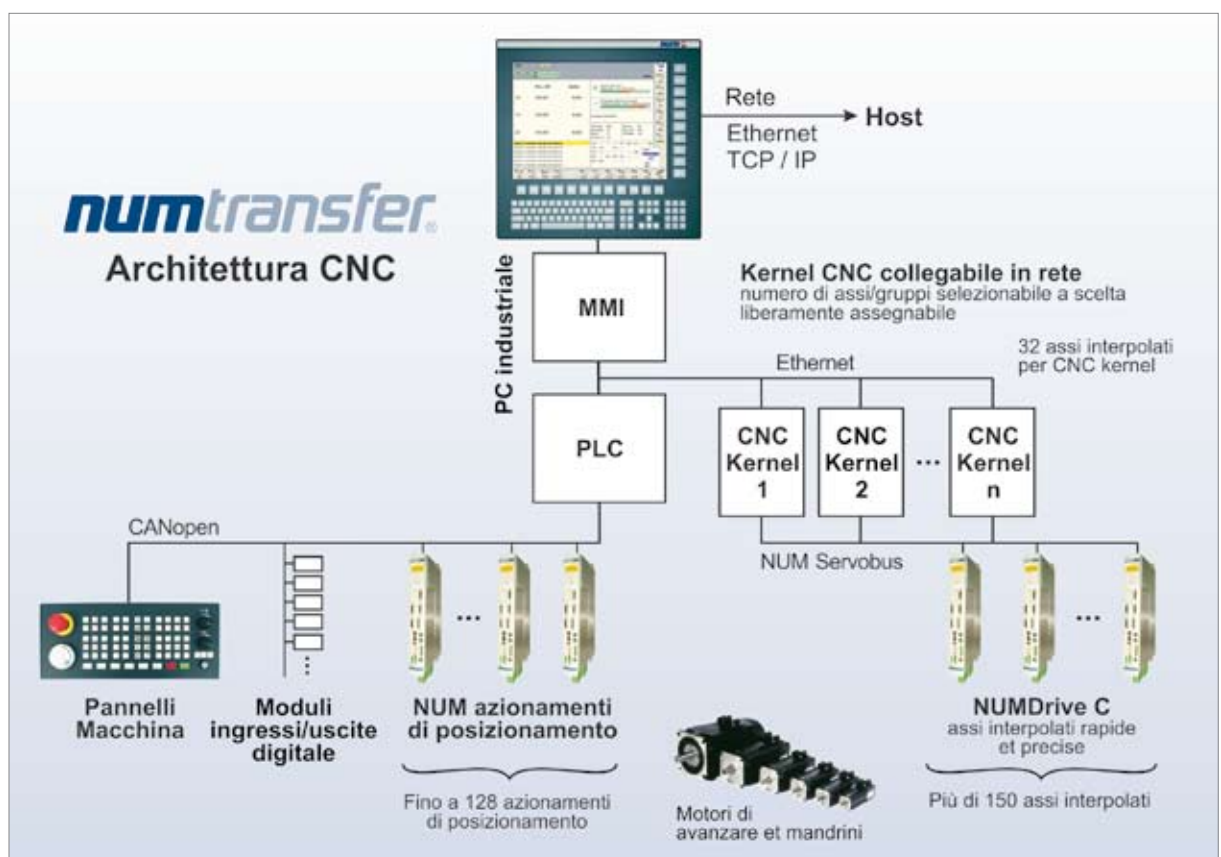 num
Rete
Ethernet
TCP / IP
Host
numtransfer®
Architettura CNC
PC industriale
MMI
Kernel CNC collegabile in rete
numero di assi/gruppi selezionabile a scelta
liberamente assegnabile
32 assi interpolati
per CNC kernel
Ethernet
PLC
CNC
Kernel
1
CNC
Kernel
2
...
CNC
Kernel
n
CANopen
NUM Servobus
...
...
Pannelli
Macchina
Moduli
ingressi/uscite
digitale
NUM azionamenti
di posizionamento
Fino a 128 azionamenti
di posizionamento
Motori di
avanzare et mandrini
NUMDrive C
assi interpolati rapide
et precise
Più di 150 assi interpolati